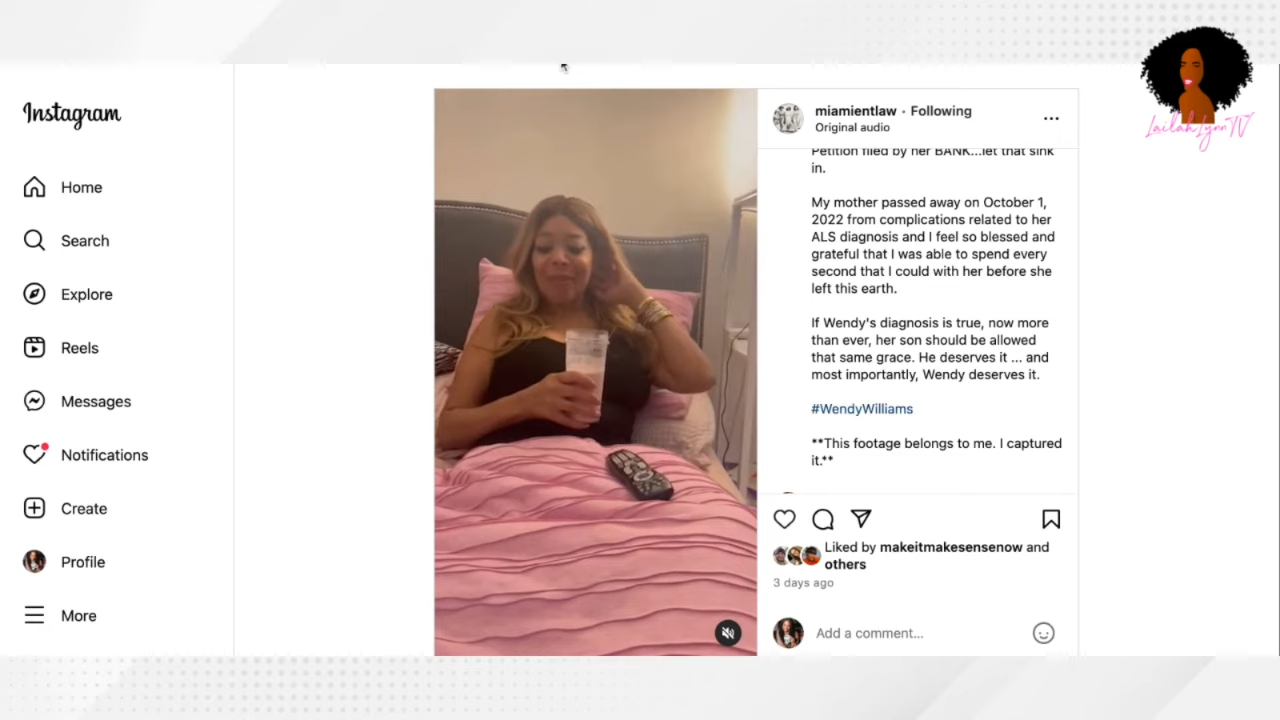 Instagram
Home
Search
Explore
Reels
Messages
Notifications
Create
Profile
More
miamientlaw • Following
Original audio
Petition filed by her BANK...let that sink
in.
My mother passed away on October 1,
2022 from complications related to her
ALS diagnosis and I feel so blessed and
grateful that I was able to spend every
second that I could with her before she
left this earth.
If Wendy's diagnosis is true, now more
than ever, her son should be allowed
that same grace. He deserves it ... and
most importantly, Wendy deserves it.
#WendyWilliams
**This footage belongs to me. I captured
it.**
Liked by makeitmakesensenow and
others
3 days ago
Add a comment...
LailahLynnTV